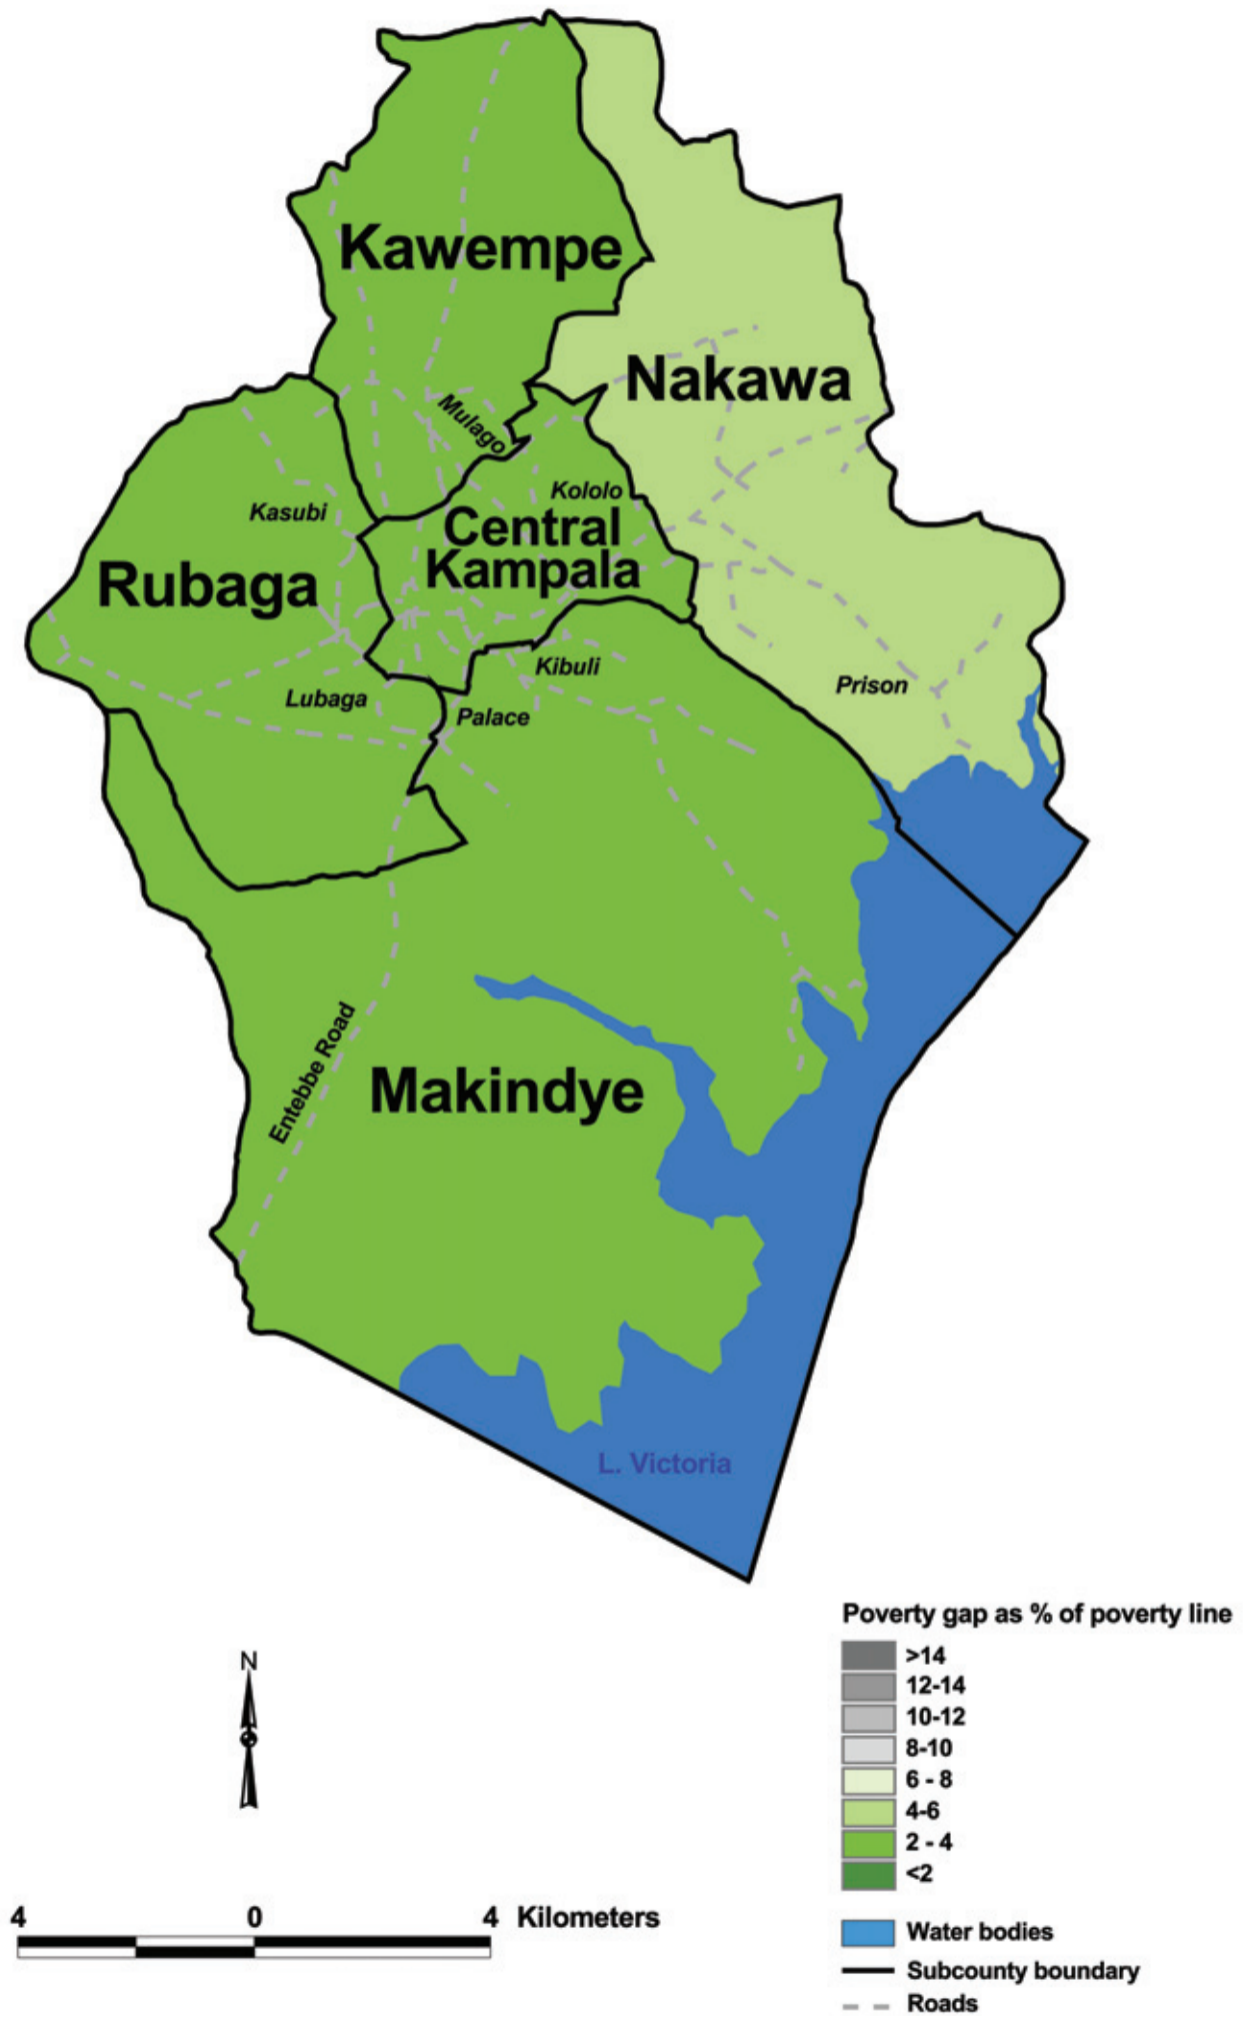 Kawempe
Nakawa
Mulago
Kololo
Kasubi
Central
Kampala
Rubaga
Kibuli
Prison
Lubaga
Palace
Entebbe Road
Makindye
L. Victoria
Poverty gap as % of poverty line
>14
12-14
10-12
8-10
6 - 8
4-6
2 - 4
<2
Water bodies
Subcounty boundary
Roads
N
4 0 4 Kilometers